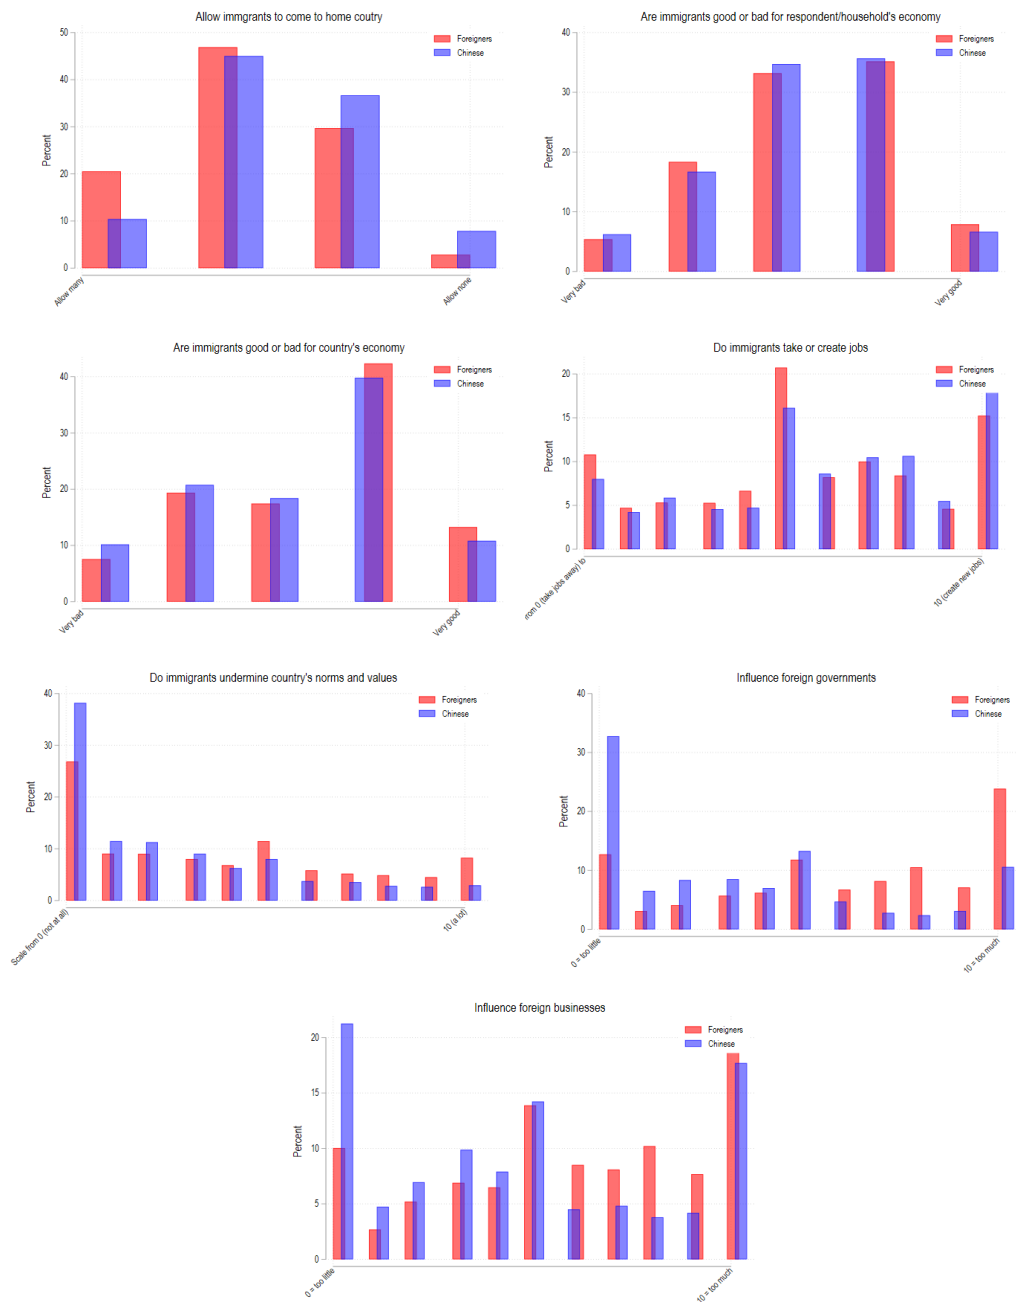 Allow immgrants to come to home coutry
50
40
30
20
10
0
Percent
Foreigners
Chinese
Allow many
Allow none
Are immigrants good or bad for respondent/household's economy
40
30
20
10
0
Percent
Foreigners
Chinese
Very bad
Very good
Are immigrants good or bad for country's economy
40
30
20
10
0
Percent
Foreigners
Chinese
Very bad
Very good
Do immigrants take or create jobs
20
15
10
5
0
Percent
Foreigners
Chinese
rom 0 (take jobs away) to
10 (create new jobs)
Do immigrants undermine country's norms and values
40
30
20
10
0
Percent
Foreigners
Chinese
Scale from 0 (not at all)
10 (a lot)
Influence foreign governments
40
30
20
10
0
Percent
Foreigners
Chinese
0 = too little
10 = too much
Influence foreign businesses
20
15
10
5
0
Percent
Foreigners
Chinese
0 = too little
10 = too much